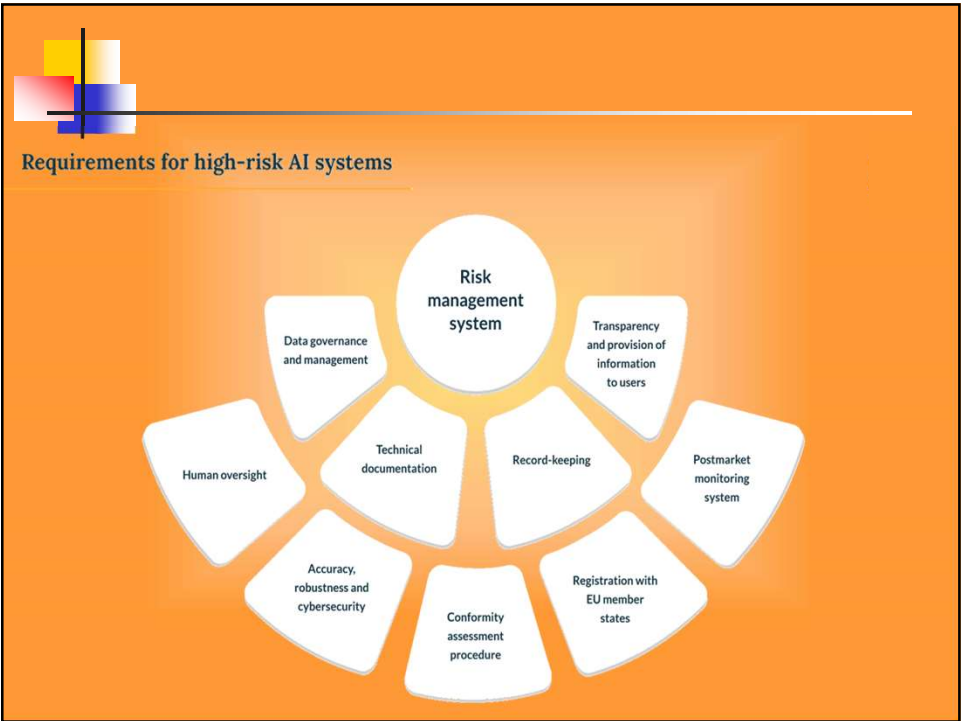 Requirements for high-risk AI systems
Risk
management
system
Data governance
and management
Transparency
and provision of
information
to users
Technical
documentation
Record-keeping
Human oversight
Postmarket
monitoring
system
Accuracy,
robustness and
cybersecurity
Conformity
assessment
procedure
Registration with
EU member
states